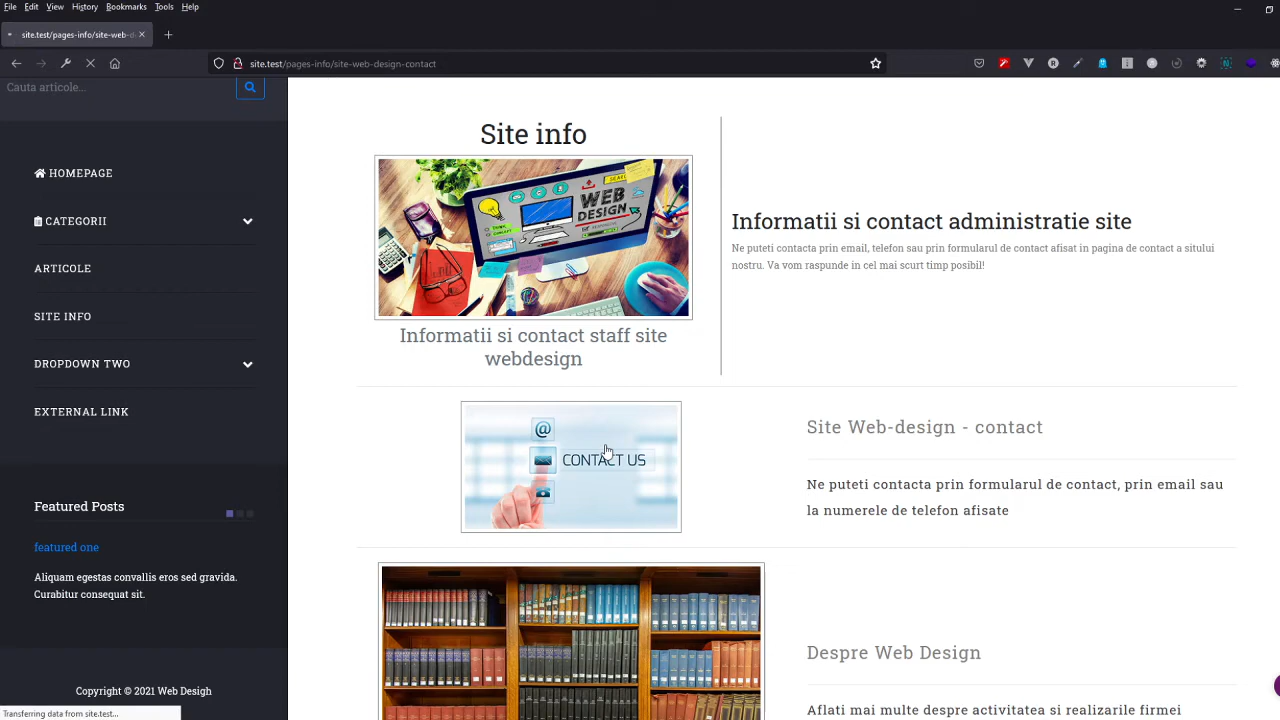 File Edit View History Bookmarks Tools Help
site.test/pages-info/site-web-d
site.test/pages-info/site-web-design-contact
Cauta articole...
HOMEPAGE
CATEGORII
ARTICOLE
SITE INFO
DROPDOWN TWO
EXTERNAL LINK
Featured Posts
featured one
Aliquam egestas convallis eros sed gravida.
Curabitur consequat sit.
Copyright © 2021 Web Desigh
Transferring data from site.test...
Site info
WEB
DESIGN
Informatii si contact staff site
webdesign
Informatii si contact administratie site
Ne puteti contacta prin email, telefon sau prin formularul de contact afisat in pagina de contact a sitului
nostru. Va vom raspunde in cel mai scurt timp posibil!
@
CONTACT US
Site Web-design - contact
Ne puteti contacta prin formularul de contact, prin email sau
la numerele de telefon afisate
Despre Web Design
Aflati mai multe despre activitatea si realizarile firmei